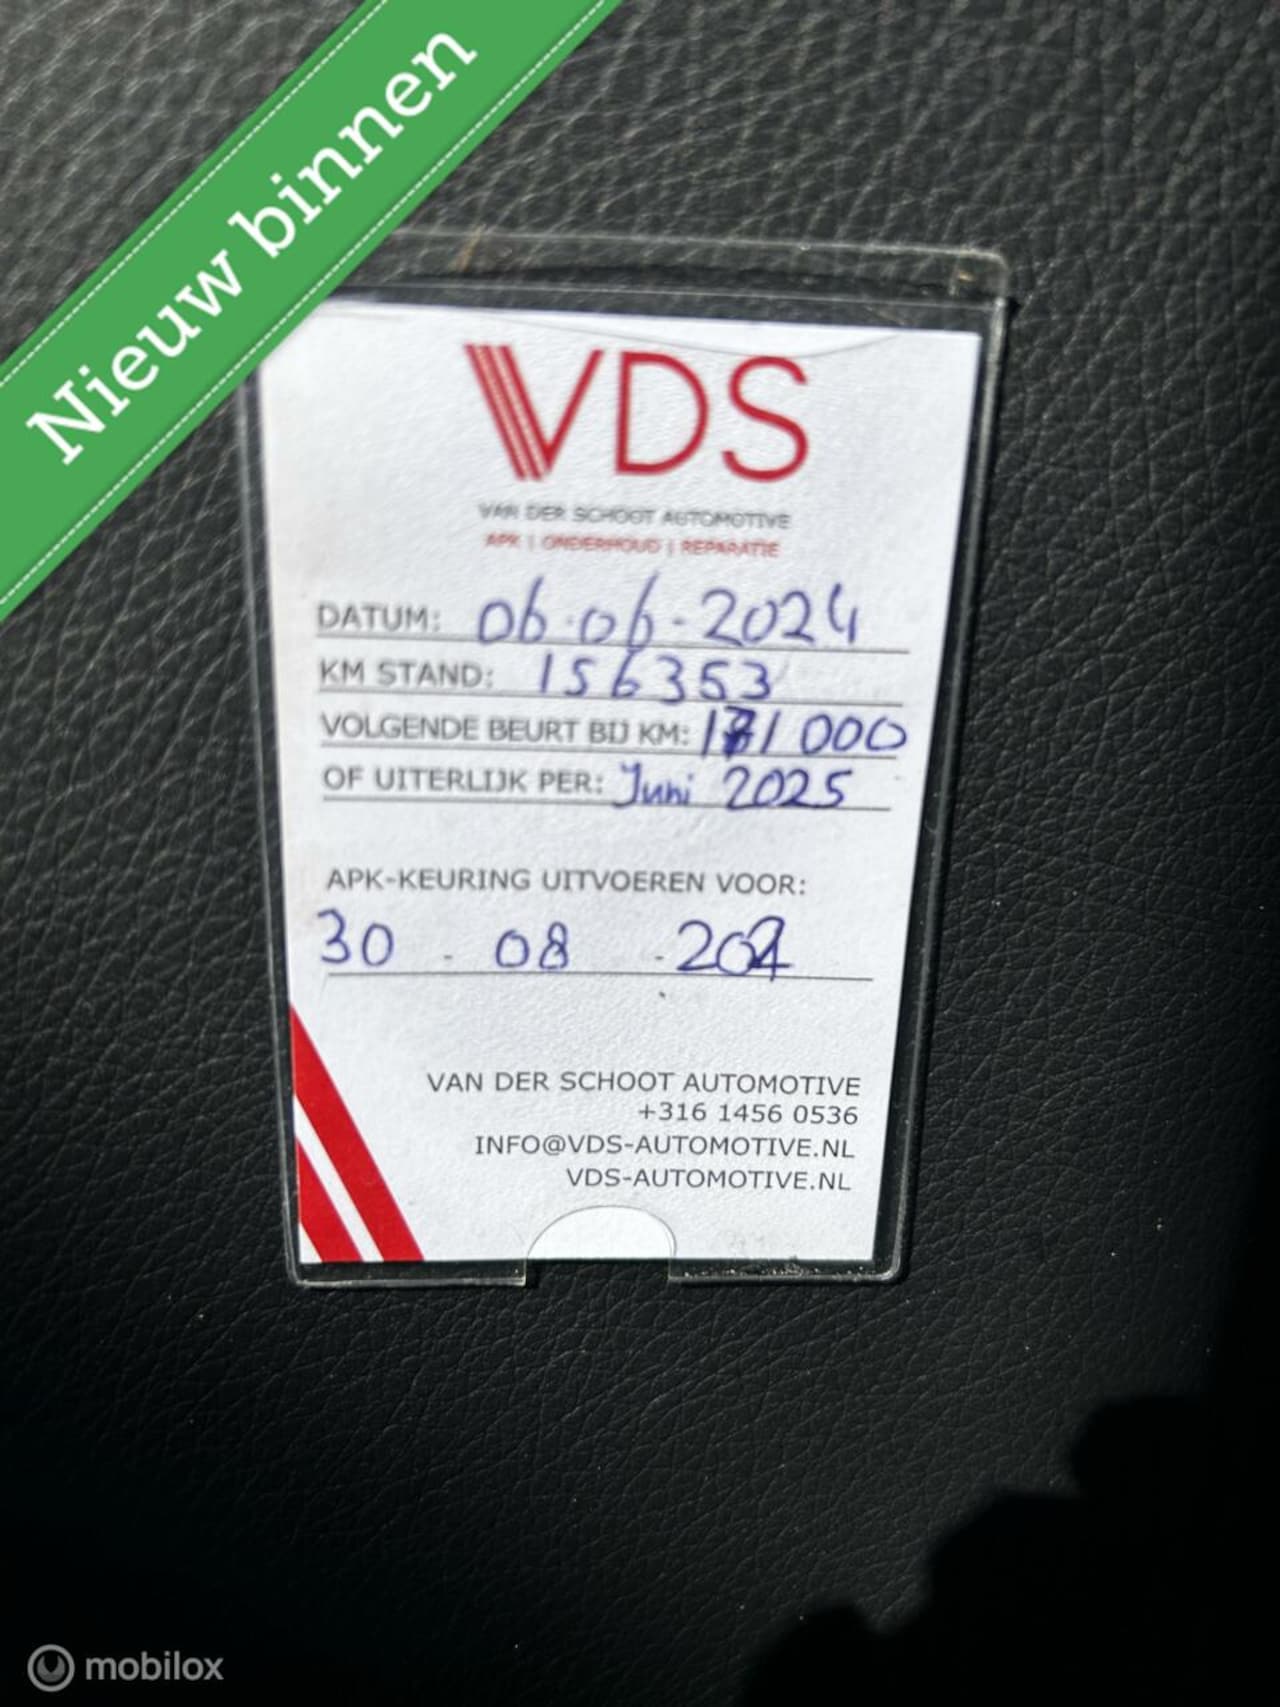 Nieuw binnen
VDS
VAN DER SCHOOT AUTOMOTIVE
APK | ONDERHOUD | REPARATIE
DATUM: 06-06-2024
KM STAND: 156353
VOLGENDE BEURT BIJ KM: 171 000
OF UITERLIJK PER: Juni 2025
APK-KEURING UITVOEREN VOOR:
30 - 08 -
VAN DER SCHOOT AUTOMOTIVE
+316 1456 0536
INFO@VDS-AUTOMOTIVE.NL
VDS-AUTOMOTIVE.NL
mobilox